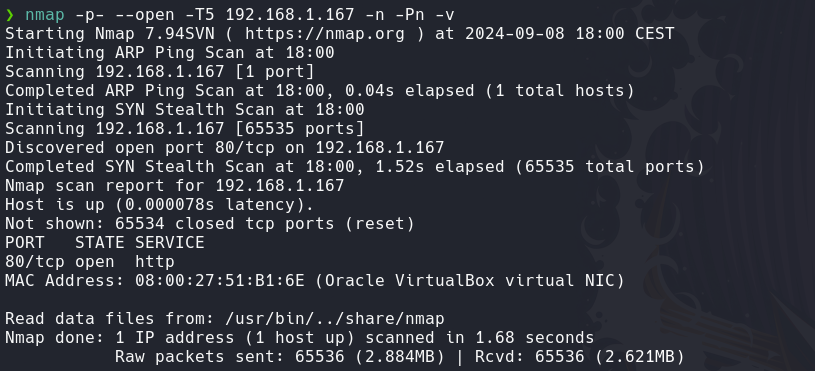 ❯ nmap -p- --open -T5 192.168.1.167 -n -Pn -v
Starting Nmap 7.94SVN ( https://nmap.org ) at 2024-09-08 18:00 CEST
Initiating ARP Ping Scan at 18:00
Scanning 192.168.1.167 [1 port]
Completed ARP Ping Scan at 18:00, 0.04s elapsed (1 total hosts)
Initiating SYN Stealth Scan at 18:00
Scanning 192.168.1.167 [65535 ports]
Discovered open port 80/tcp on 192.168.1.167
Completed SYN Stealth Scan at 18:00, 1.52s elapsed (65535 total ports)
Nmap scan report for 192.168.1.167
Host is up (0.000078s latency).
Not shown: 65534 closed tcp ports (reset)
PORT   STATE SERVICE
80/tcp open  http
MAC Address: 08:00:27:51:B1:6E (Oracle VirtualBox virtual NIC)
Read data files from: /usr/bin/../share/nmap
Nmap done: 1 IP address (1 host up) scanned in 1.68 seconds
           Raw packets sent: 65536 (2.884MB) | Rcvd: 65536 (2.621MB)